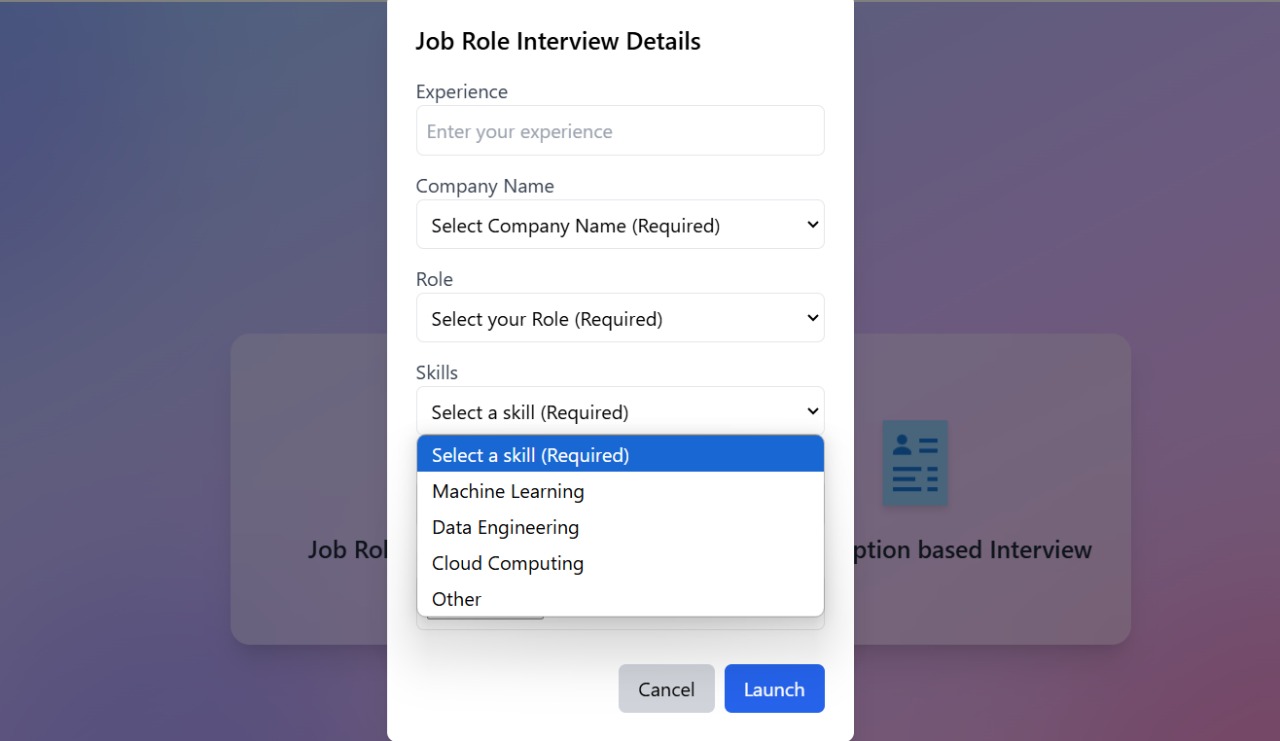 Job Role Interview Details
Experience
Enter your experience
Company Name
Select Company Name (Required)
Role
Select your Role (Required)
Skills
Select a skill (Required)
Select a skill (Required)
Machine Learning
Data Engineering
Cloud Computing
Other
Job Rol
ption based Interview
Cancel
Launch